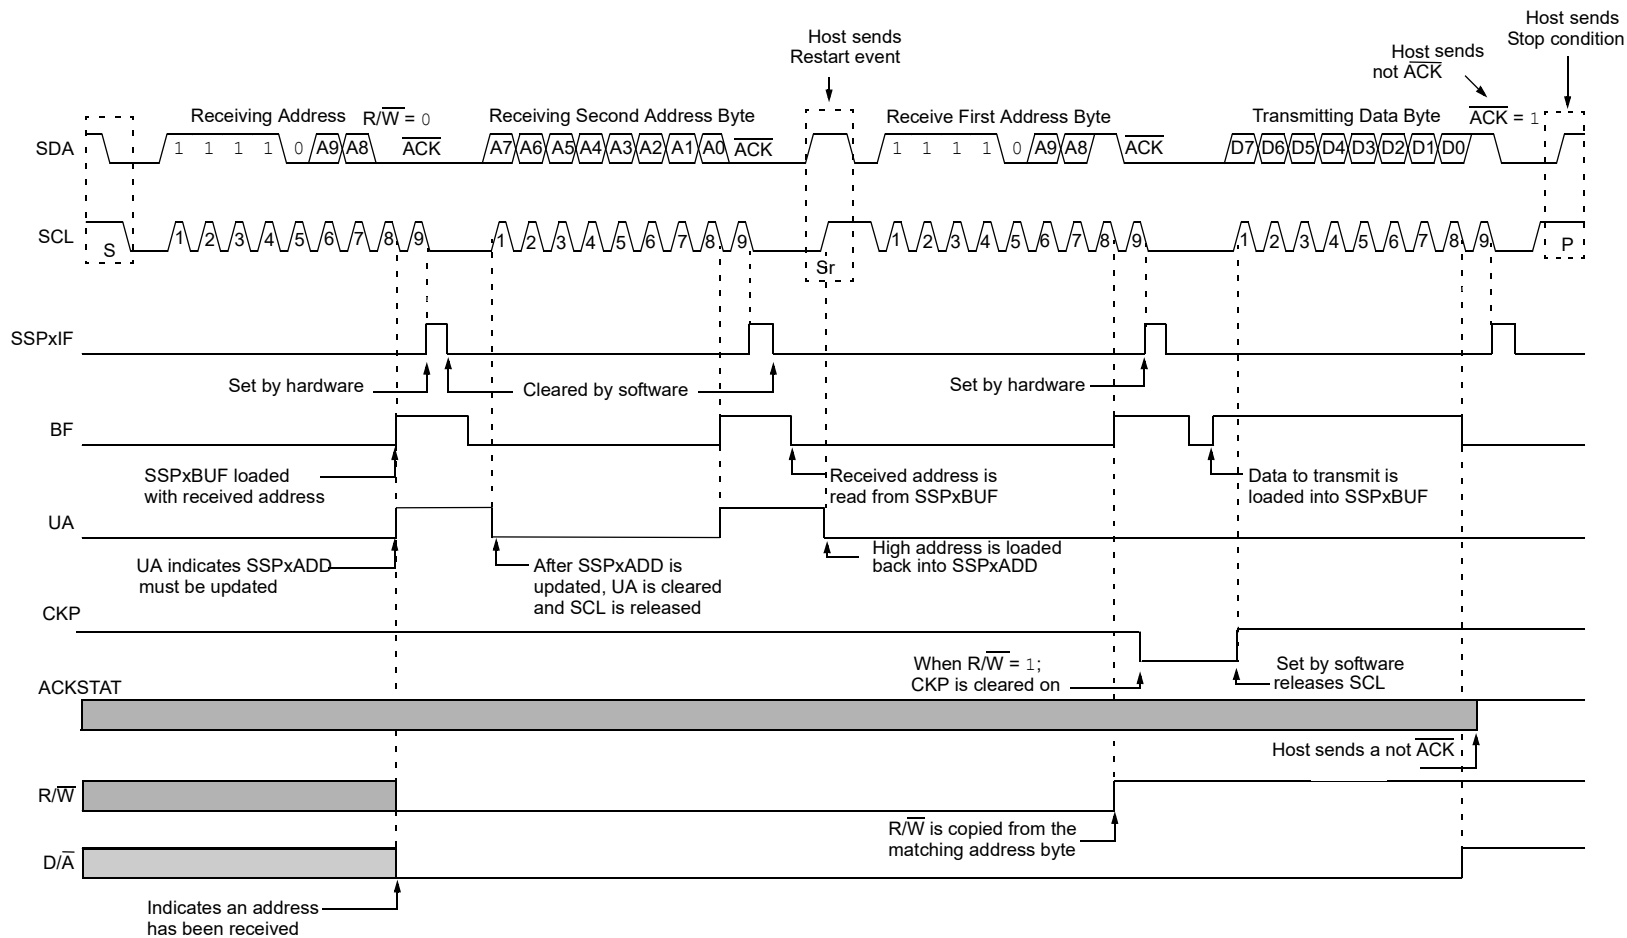 Host sends
Stop condition
Host sends
Restart event
Host sends
not ACK
Receiving Address R/W = 0
Receiving Second Address Byte
Receive First Address Byte
Transmitting Data Byte
ACK = 1
SDA
1 1 1 1 0 A9 A8 ACK A7 A6 A5 A4 A3 A2 A1 A0 ACK 1 1 1 1 0 A9 A8 ACK D7 D6 D5 D4 D3 D2 D1 D0
SCL
S 1 2 3 4 5 6 7 8 9 1 2 3 4 5 6 7 8 9 Sr 1 2 3 4 5 6 7 8 9 1 2 3 4 5 6 7 8 9 P
SSPxIF
Set by hardware
Cleared by software
Set by hardware
BF
SSPxBUF loaded
with received address
Received address is
read from SSPxBUF
Data to transmit is
loaded into SSPxBUF
UA
UA indicates SSPxADD
must be updated
After SSPxADD is
updated, UA is cleared
and SCL is released
High address is loaded
back into SSPxADD
CKP
When R/W = 1;
CKP is cleared on
Set by software
releases SCL
ACKSTAT
Host sends a not ACK
R/W
R/W is copied from the
matching address byte
D/A
Indicates an address
has been received